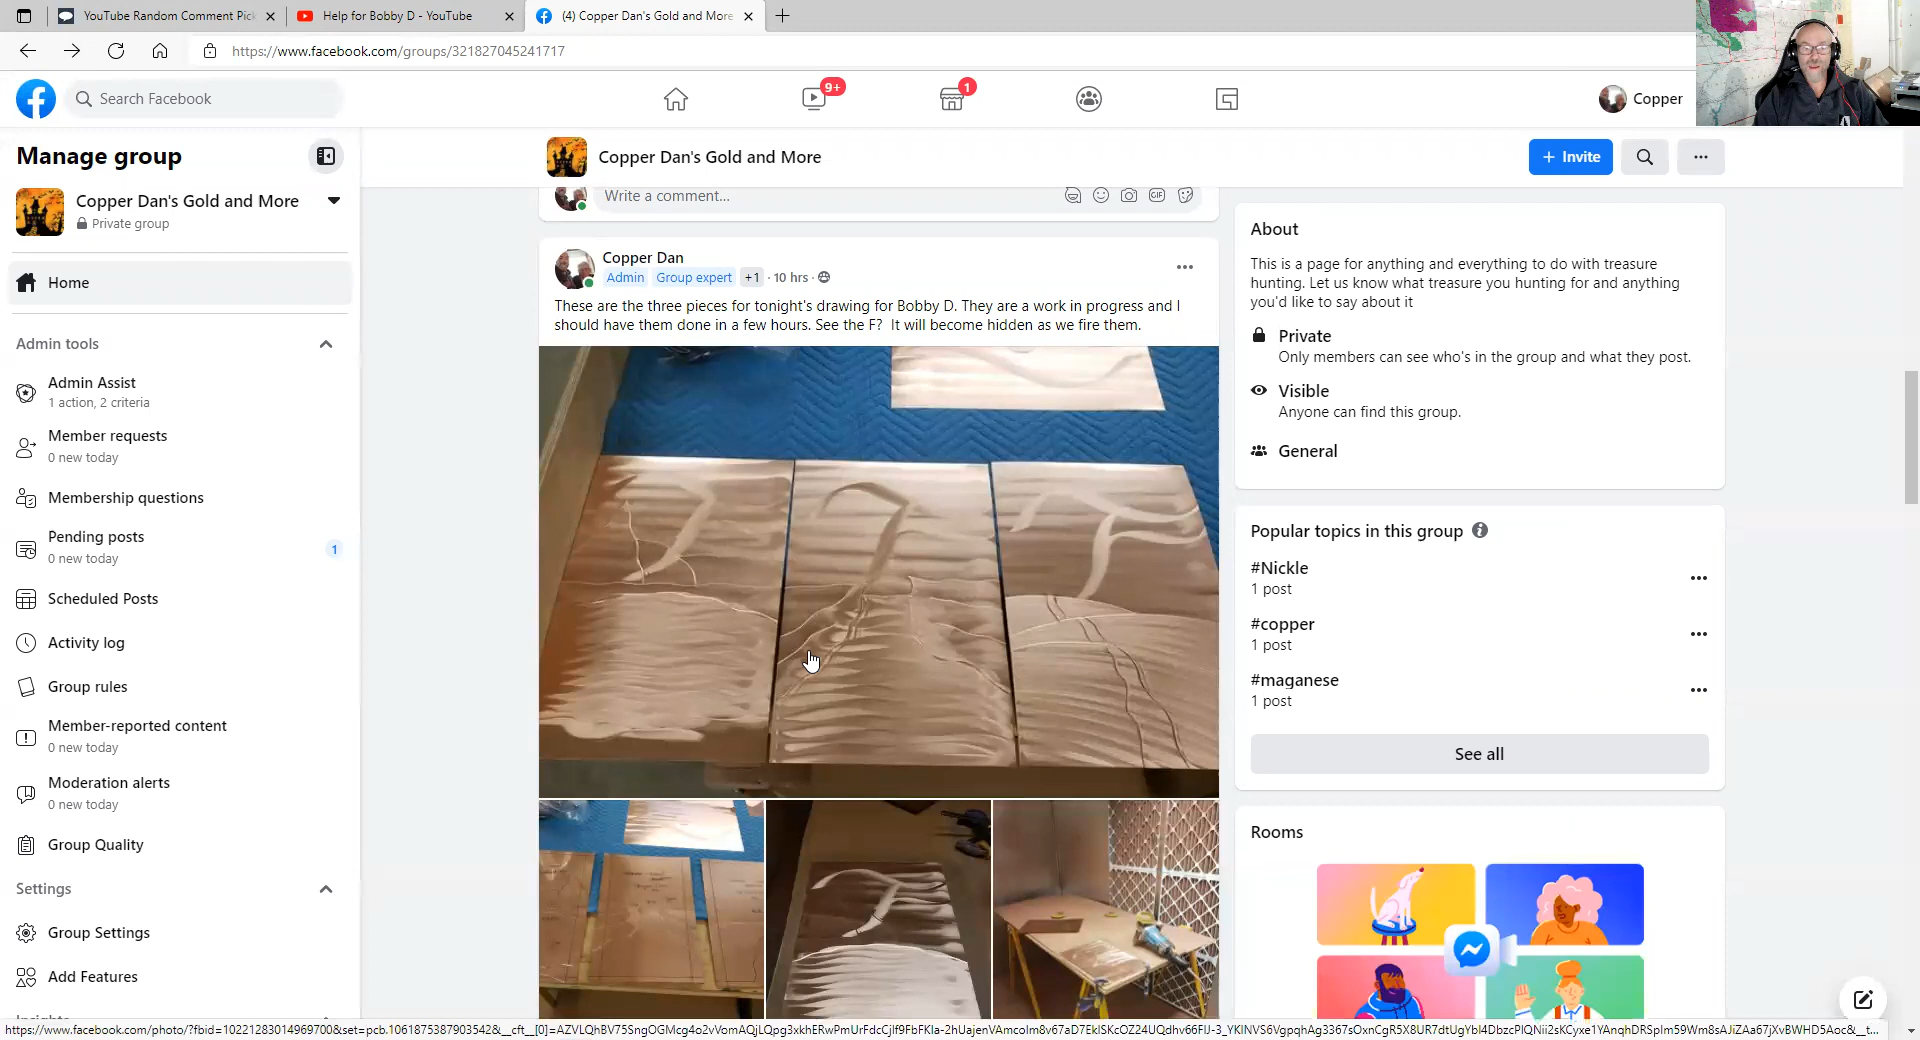 YouTube Random Comment Pick
Help for Bobby D - YouTube
(4) Copper Dan's Gold and More
https://www.facebook.com/groups/321827045241717
Search Facebook
9+
1
Copper
Manage group
Copper Dan's Gold and More
Private group
Home
Admin tools
Admin Assist
1 action, 2 criteria
Member requests
0 new today
Membership questions
Pending posts
0 new today
1
Scheduled Posts
Activity log
Group rules
Member-reported content
0 new today
Moderation alerts
0 new today
Group Quality
Settings
Group Settings
Add Features
Insights
Copper Dan's Gold and More
+ Invite
Write a comment...
GIF
Copper Dan
Admin Group expert +1 · 10 hrs ·
These are the three pieces for tonight's drawing for Bobby D. They are a work in progress and I
should have them done in a few hours. See the F? It will become hidden as we fire them.
About
This is a page for anything and everything to do with treasure
hunting. Let us know what treasure you hunting for and anything
you'd like to say about it
Private
Only members can see who's in the group and what they post.
Visible
Anyone can find this group.
General
Popular topics in this group
#Nickle
1 post
#copper
1 post
#maganese
1 post
See all
Rooms